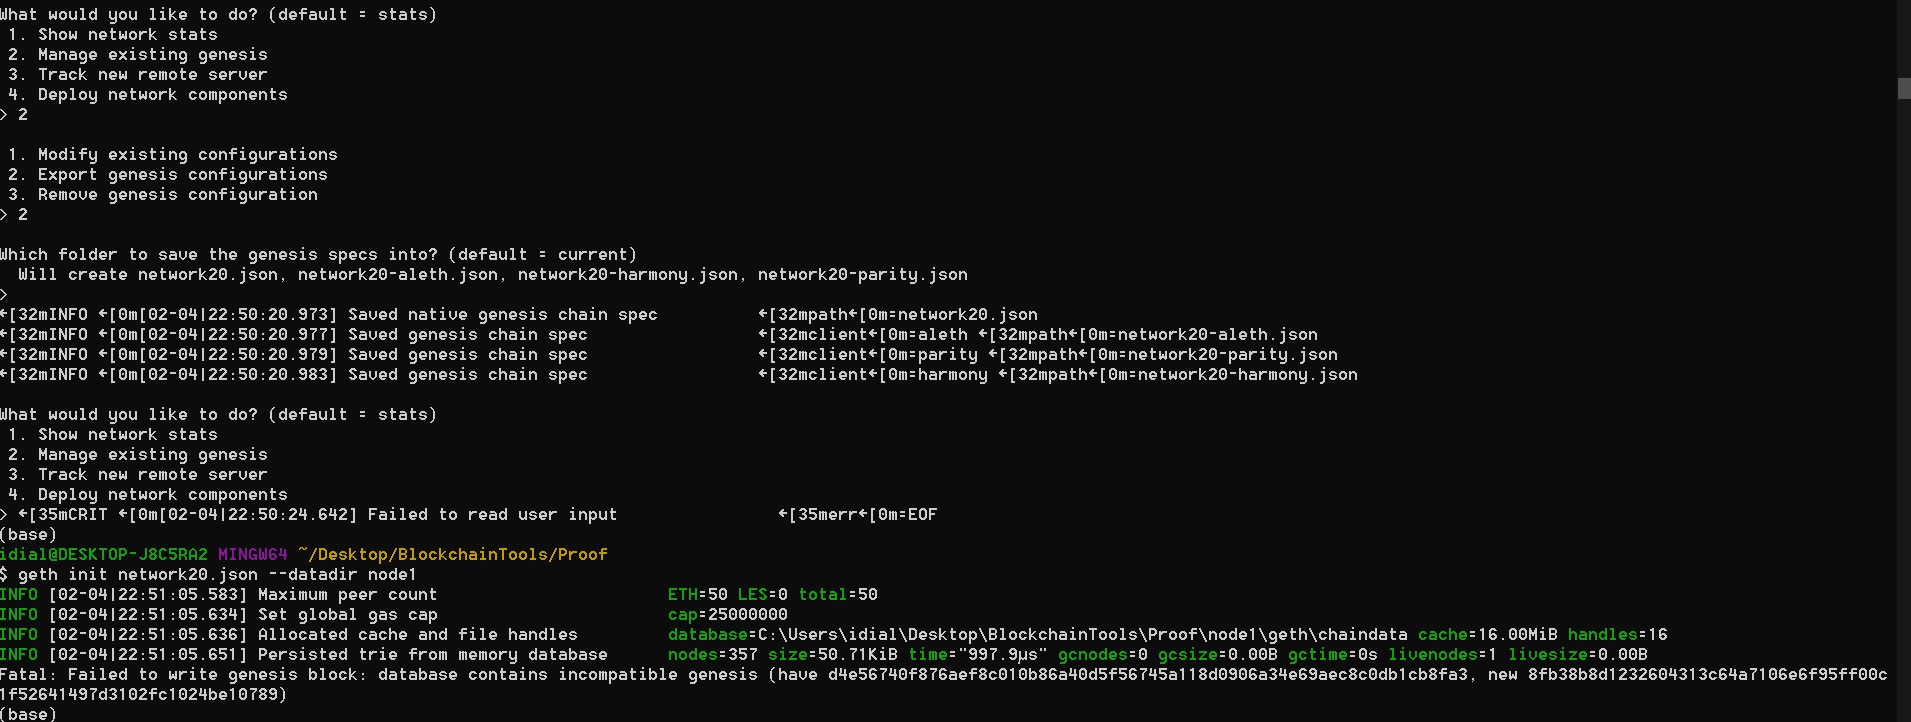 What would you like to do? (default = stats)
1. Show network stats
2. Manage existing genesis
3. Track new remote server
4. Deploy network components
> 2
1. Modify existing configurations
2. Export genesis configurations
3. Remove genesis configuration
> 2
Which folder to save the genesis specs into? (default = current)
Will create network20.json, network20-aleth.json, network20-harmony.json, network20-parity.json
>
←[32mINFO ←[0m[02-04|22:50:20.973] Saved native genesis chain spec ←[32mpath←[0m=network20.json
←[32mINFO ←[0m[02-04|22:50:20.977] Saved genesis chain spec ←[32mclient←[0m=aleth ←[32mpath←[0m=network20-aleth.json
←[32mINFO ←[0m[02-04|22:50:20.979] Saved genesis chain spec ←[32mclient←[0m=parity ←[32mpath←[0m=network20-parity.json
←[32mINFO ←[0m[02-04|22:50:20.983] Saved genesis chain spec ←[32mclient←[0m=harmony ←[32mpath←[0m=network20-harmony.json
What would you like to do? (default = stats)
1. Show network stats
2. Manage existing genesis
3. Track new remote server
4. Deploy network components
> ←[35mCRIT ←[0m[02-04|22:50:24.642] Failed to read user input ←[35merr←[0m=EOF
(base)
idial@DESKTOP-J8C5RA2 MINGW64 ~/Desktop/BlockchainTools/Proof
$ geth init network20.json --datadir node1
INFO [02-04|22:51:05.583] Maximum peer count ETH=50 LES=0 total=50
INFO [02-04|22:51:05.634] Set global gas cap cap=25000000
INFO [02-04|22:51:05.636] Allocated cache and file handles database=C:\Users\idial\Desktop\BlockchainTools\Proof\node1\geth\chaindata cache=16.00MiB handles=16
INFO [02-04|22:51:05.651] Persisted trie from memory database nodes=357 size=50.71KiB time="997.9µs" gcnodes=0 gcsize=0.00B gctime=0s livenodes=1 livesize=0.00B
Fatal: Failed to write genesis block: database contains incompatible genesis (have d4e56740f876aef8c010b86a40d5f56745a118d0906a34e69aec8c0db1cb8fa3, new 8fb38b8d1232604313c64a7106e6f95ff00c
1f52641497d3102fc1024be10789)
(base)